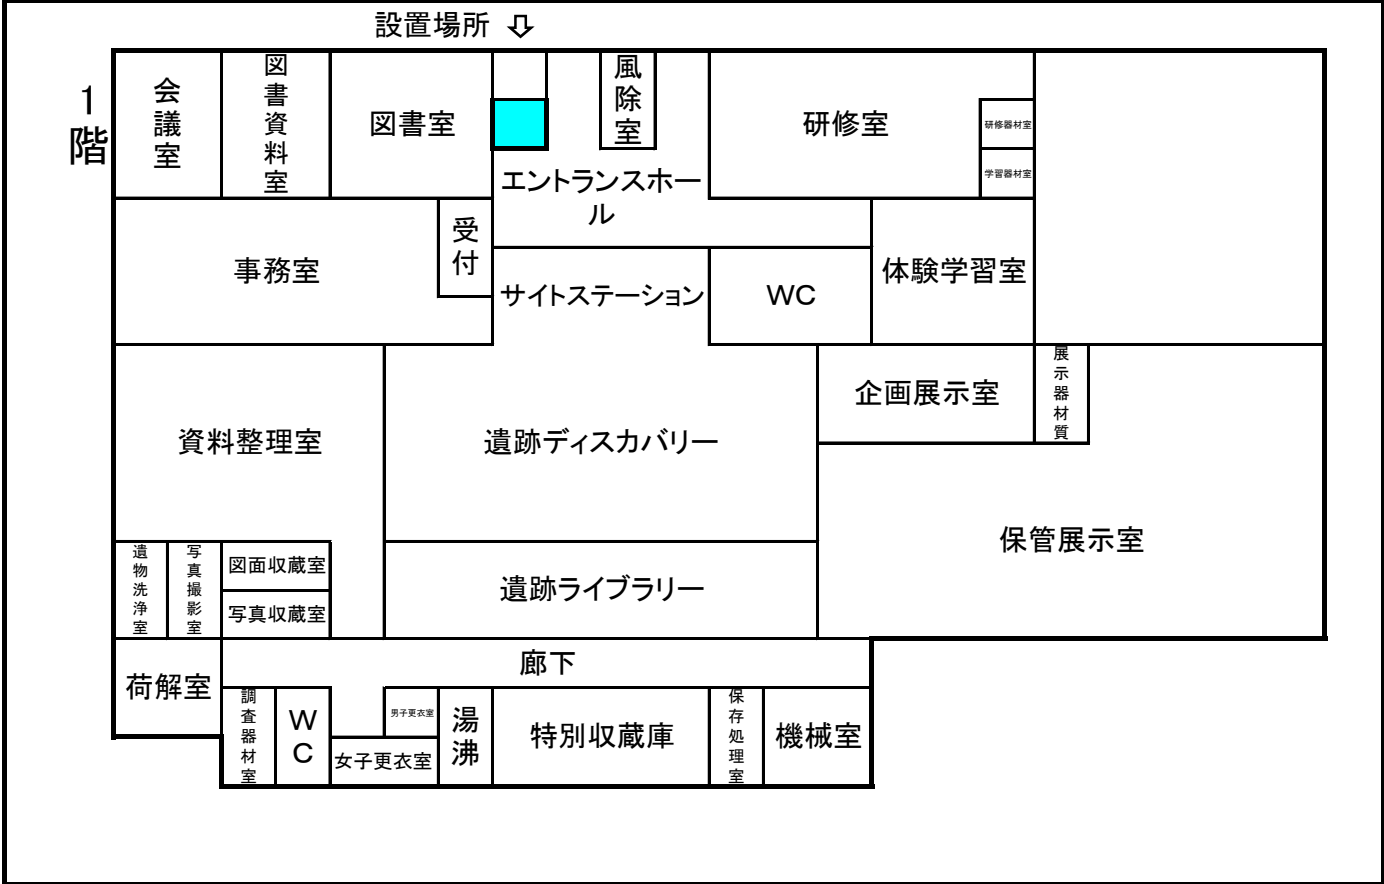 設置場所 ⇩
1階
会議室
図書資料室
図書室
風除室
研修室
研修器材室
学習器材室
エントランスホー
ル
事務室
受付
サイトステーション
WC
体験学習室
資料整理室
遺跡ディスカバリー
企画展示室
展示器材質
保管展示室
遺物洗浄室
写真撮影室
図面収蔵室
写真収蔵室
遺跡ライブラリー
廊下
荷解室
調査器材室
WC
男子更衣室
女子更衣室
湯沸
特別収蔵庫
保存処理室
機械室